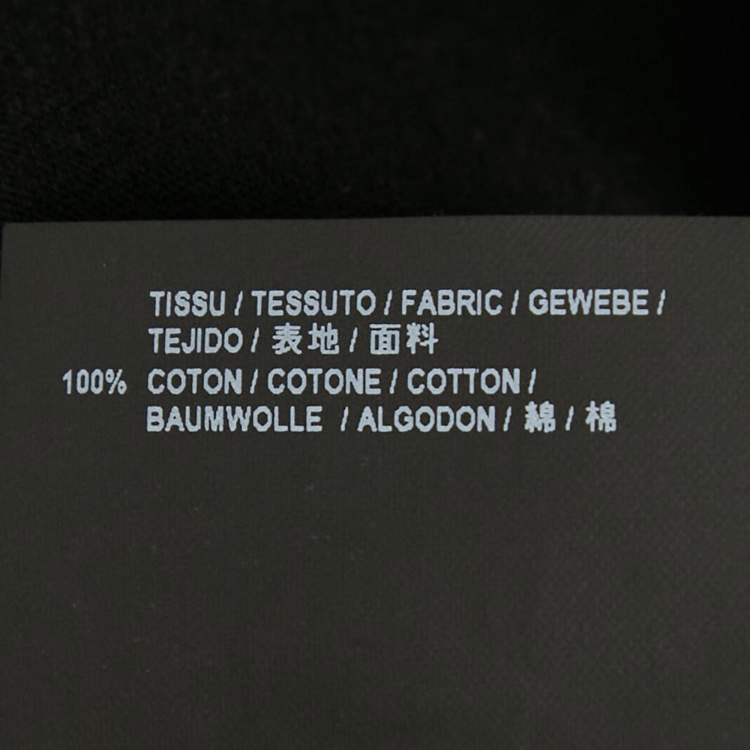 TISSU / TESSUTO / FABRIC / GEWEBE /
TEJIDO / 表地 / 面料
100% COTON / COTONE / COTTON /
BAUMWOLLE / ALGODON / 綿 / 棉